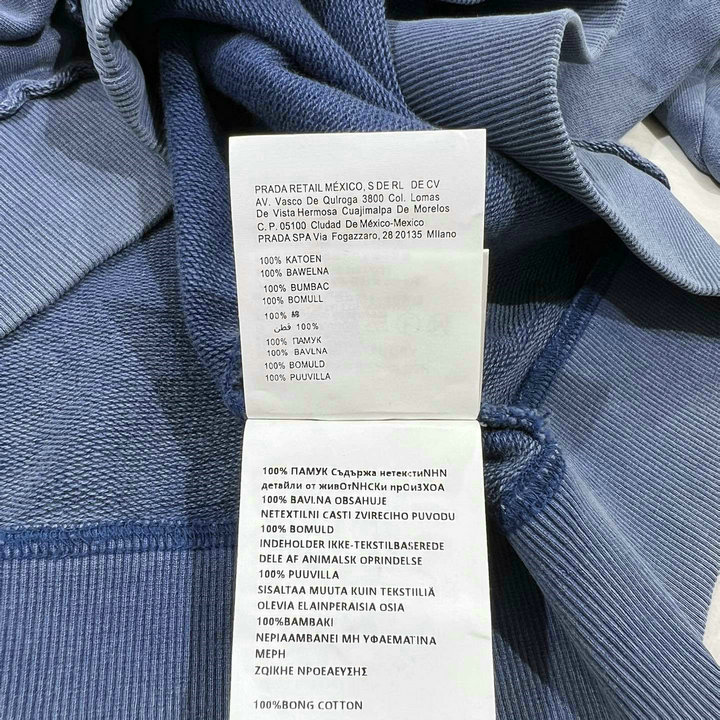 PRADA RETAIL MÉXICO, S DE RL DE CV
AV. Vasco De Quiroga 3800 Col. Lomas
De Vista Hermosa Cuajimalpa De Morelos
C. P. 05100 Ciudad De México-Mexico
PRADA SPA Via Fogazzaro, 28 20135 MIlano
100% KATOEN
100% BAWELNA
100% BUMBAC
100% BOMULL
100% 綿
100% قطن
100% ПАМУК
100% BAVLNA
100% BOMULD
100% PUUVILLA
100% ПАМУК Съдържа нетекстиNHN
детайли от живОтNHСКи прОиЗХОА
100% BAVLNA OBSAHUJE
NETEXTILNI CASTI ZVIRECIHO PUVODU
100% BOMULD
INDEHOLDER IKKE-TEKSTILBASEREDE
DELE AF ANIMALSK OPRINDELSE
100% PUUVILLA
SISALTAA MUUTA KUIN TEKSTIILIÄ
OLEVIA ELAINPERAISIA OSIA
100%BAMBAKI
ΝΕΡΙΑΑΜΒΑΝΕΙ ΜΗ ΥΦΑΕΜΑΤΙΝΑ
ΜΕΡΗ
ΖΩΙΚΗΕ ΝΡΟΕΛΕΥΣΗΣ
100%BONG COTTON